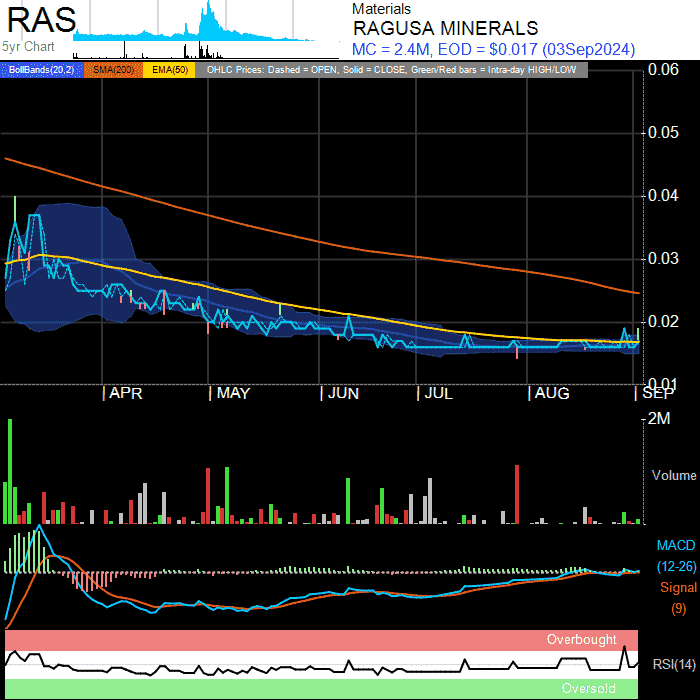 RAS
5yr Chart
Materials
RAGUSA MINERALS
MC = 2.4M, EOD = $0.017 (03Sep2024)
BollBands(20,2) SMA(200) EMA(50) OHLC Prices: Dashed = OPEN, Solid = CLOSE, Green/Red bars = Intra-day HIGH/LOW
0.06
0.05
0.04
0.03
0.02
0.01
APR MAY JUN JUL AUG SEP
2M
Volume
MACD
(12-26)
Signal
(9)
Overbought
RSI(14)
Oversold